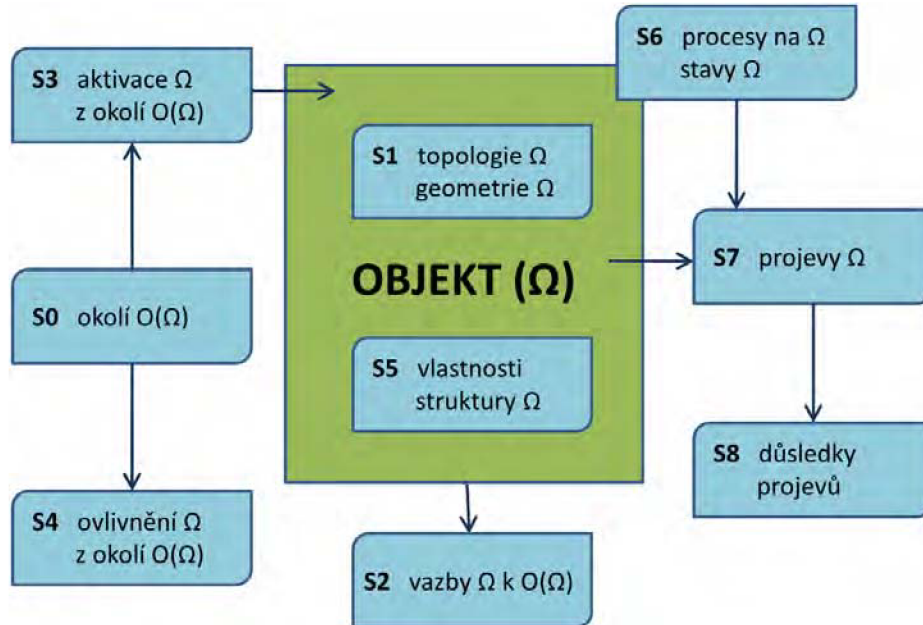 S3 aktivace Ω
z okolí O(Ω)
S6 procesy na Ω
stavy Ω
S1 topologie Ω
geometrie Ω
S0 okolí O(Ω)
OBJEKT (Ω)
S7 projevy Ω
S5 vlastnosti
struktury Ω
S8 důsledky
projevů
S4 ovlivnění Ω
z okolí O(Ω)
S2 vazby Ω k O(Ω)